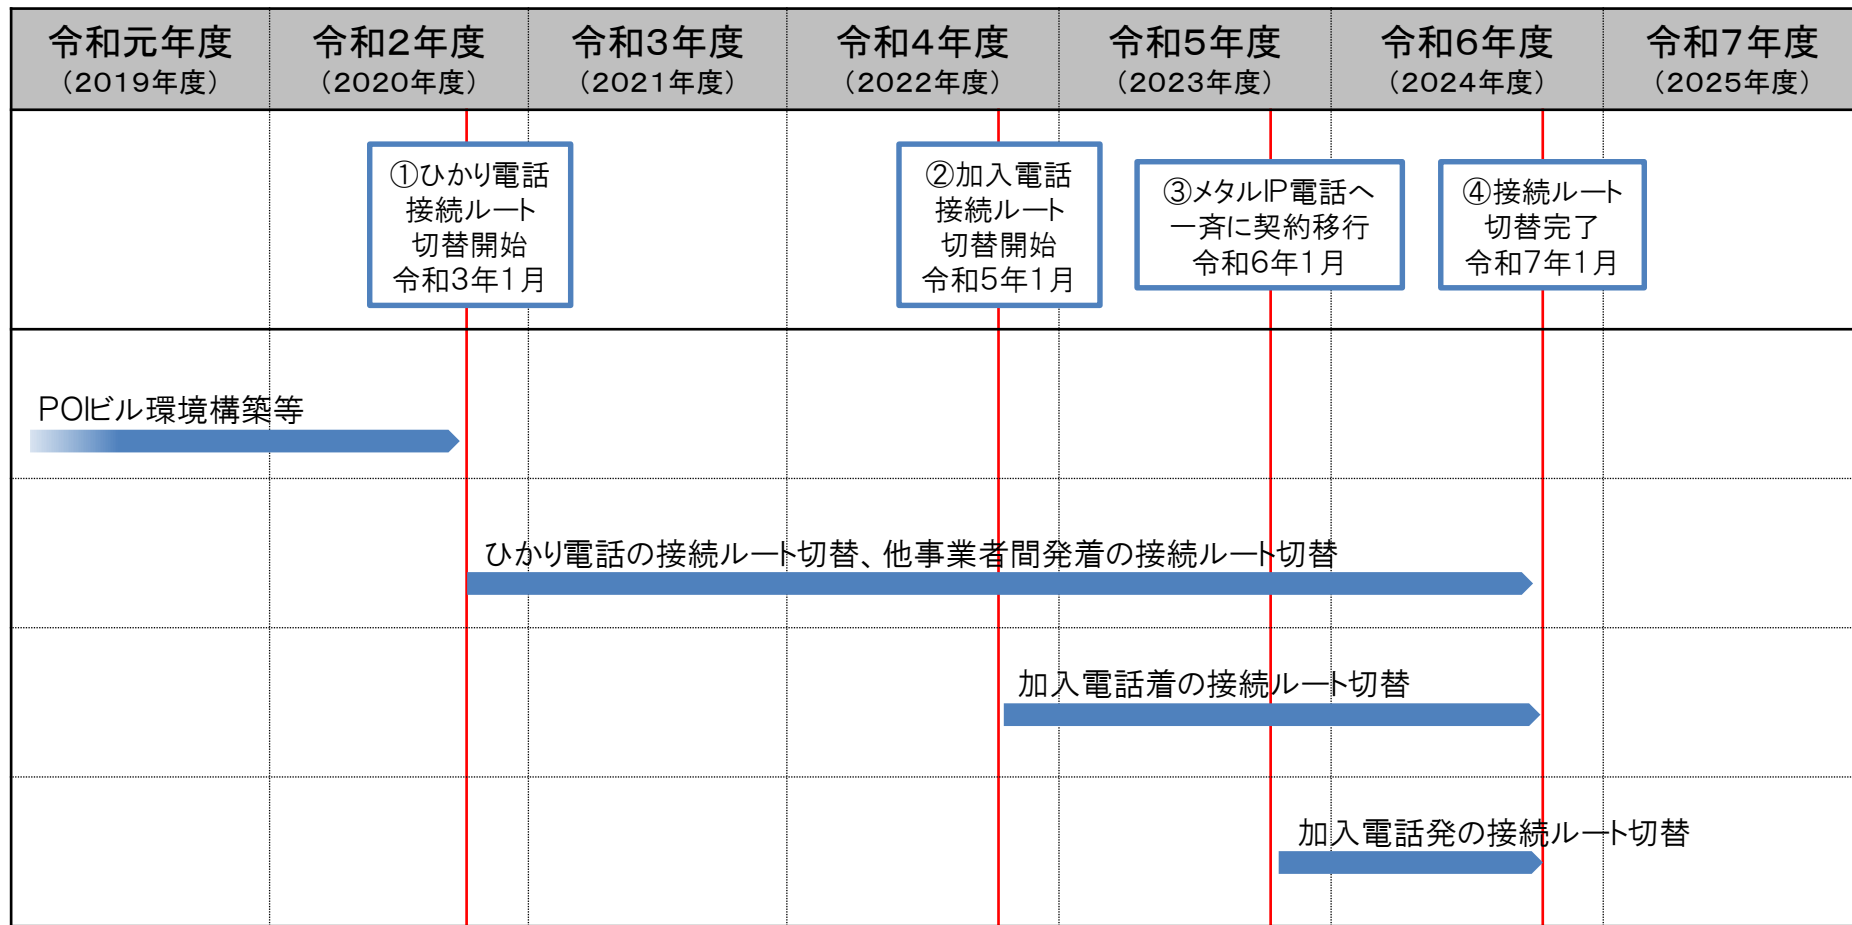 令和元年度
（2019年度）
令和2年度
（2020年度）
令和3年度
（2021年度）
令和4年度
（2022年度）
令和5年度
（2023年度）
令和6年度
（2024年度）
令和7年度
（2025年度）
①ひかり電話
接続ルート
切替開始
令和3年1月
②加入電話
接続ルート
切替開始
令和5年1月
③メタルIP電話へ
一斉に契約移行
令和6年1月
④接続ルート
切替完了
令和7年1月
POIビル環境構築等
ひかり電話の接続ルート切替、他事業者間発着の接続ルート切替
加入電話着の接続ルート切替
加入電話発の接続ルート切替